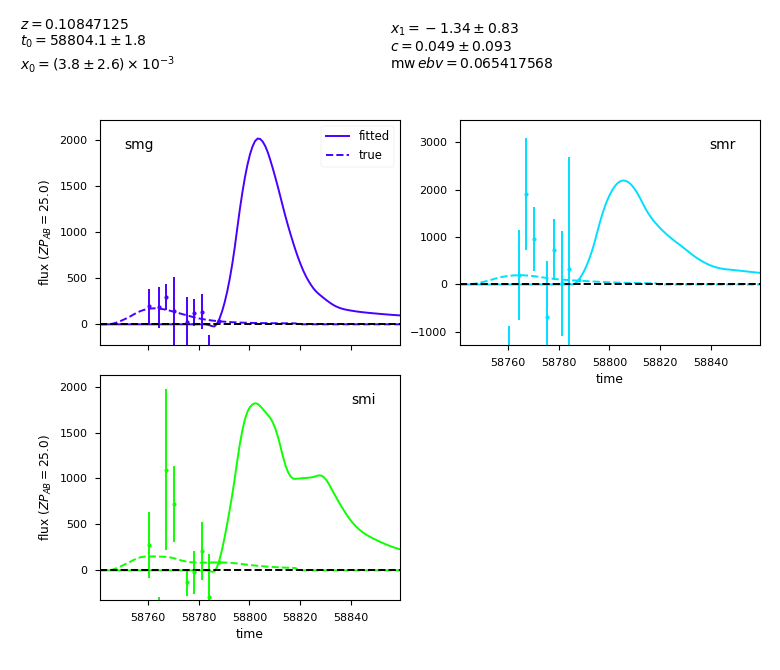 z = 0.10847125
t₀ = 58804.1 ± 1.8
x₀ = (3.8 ± 2.6) × 10⁻³
x₁ = −1.34 ± 0.83
c = 0.049 ± 0.093
mw ebv = 0.065417568
smg
fitted
true
2000
1500
1000
500
0
flux (ZP_AB = 25.0)
smr
3000
2000
1000
0
−1000
58760 58780 58800 58820 58840
time
smi
2000
1500
1000
500
0
flux (ZP_AB = 25.0)
58760 58780 58800 58820 58840
time